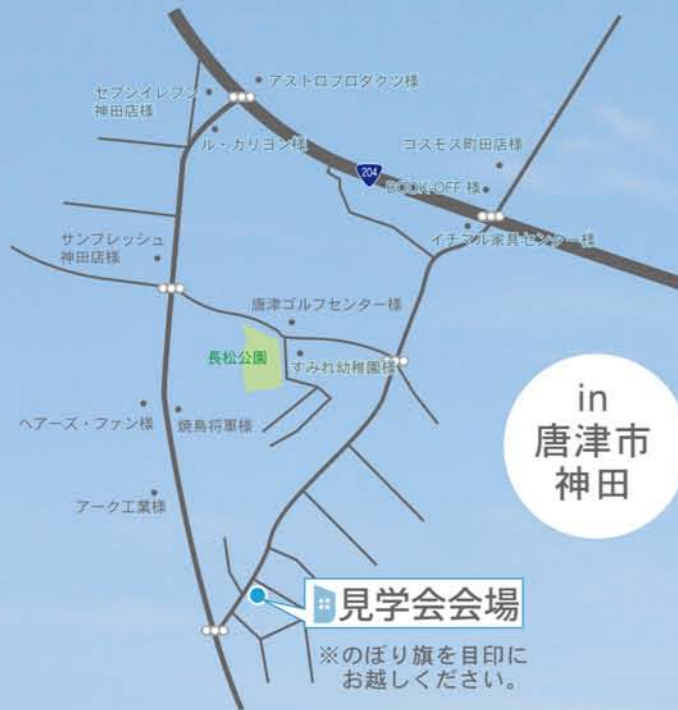 アストロプロダクツ様
セブンイレブン
神田店様
ル・カリヨン様
コスモス町田店様
204
BOOK-OFF 様
イチマル家具センター様
サンフレッシュ
神田店様
唐津ゴルフセンター様
長松公園
すみれ幼稚園様
ヘアーズ・ファン様
焼鳥将軍様
in
唐津市
神田
アーク工業様
見学会会場
※のぼり旗を目印に
お越しください。